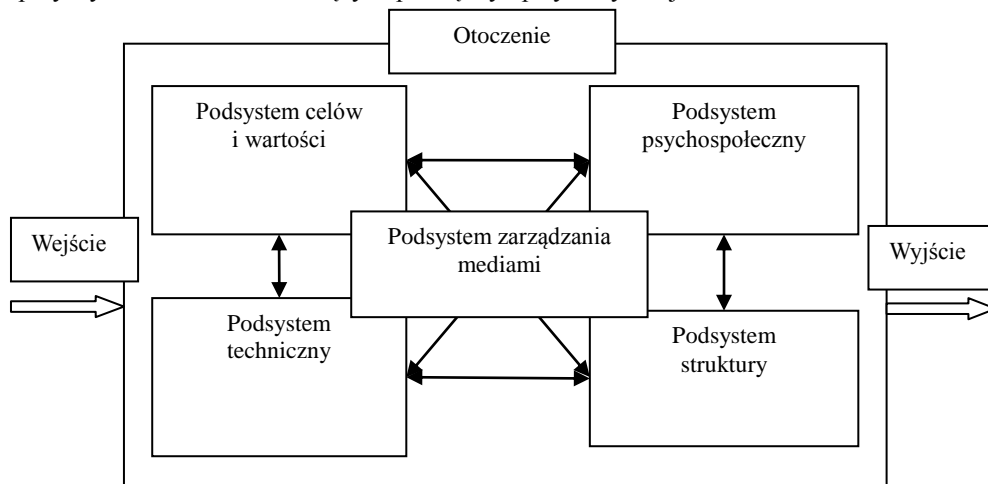 Otoczenie
Podsystem celów
i wartości
Podsystem
psychospołeczny
Wejście
Podsystem zarządzania
mediami
Wyjście
Podsystem
techniczny
Podsystem
struktury